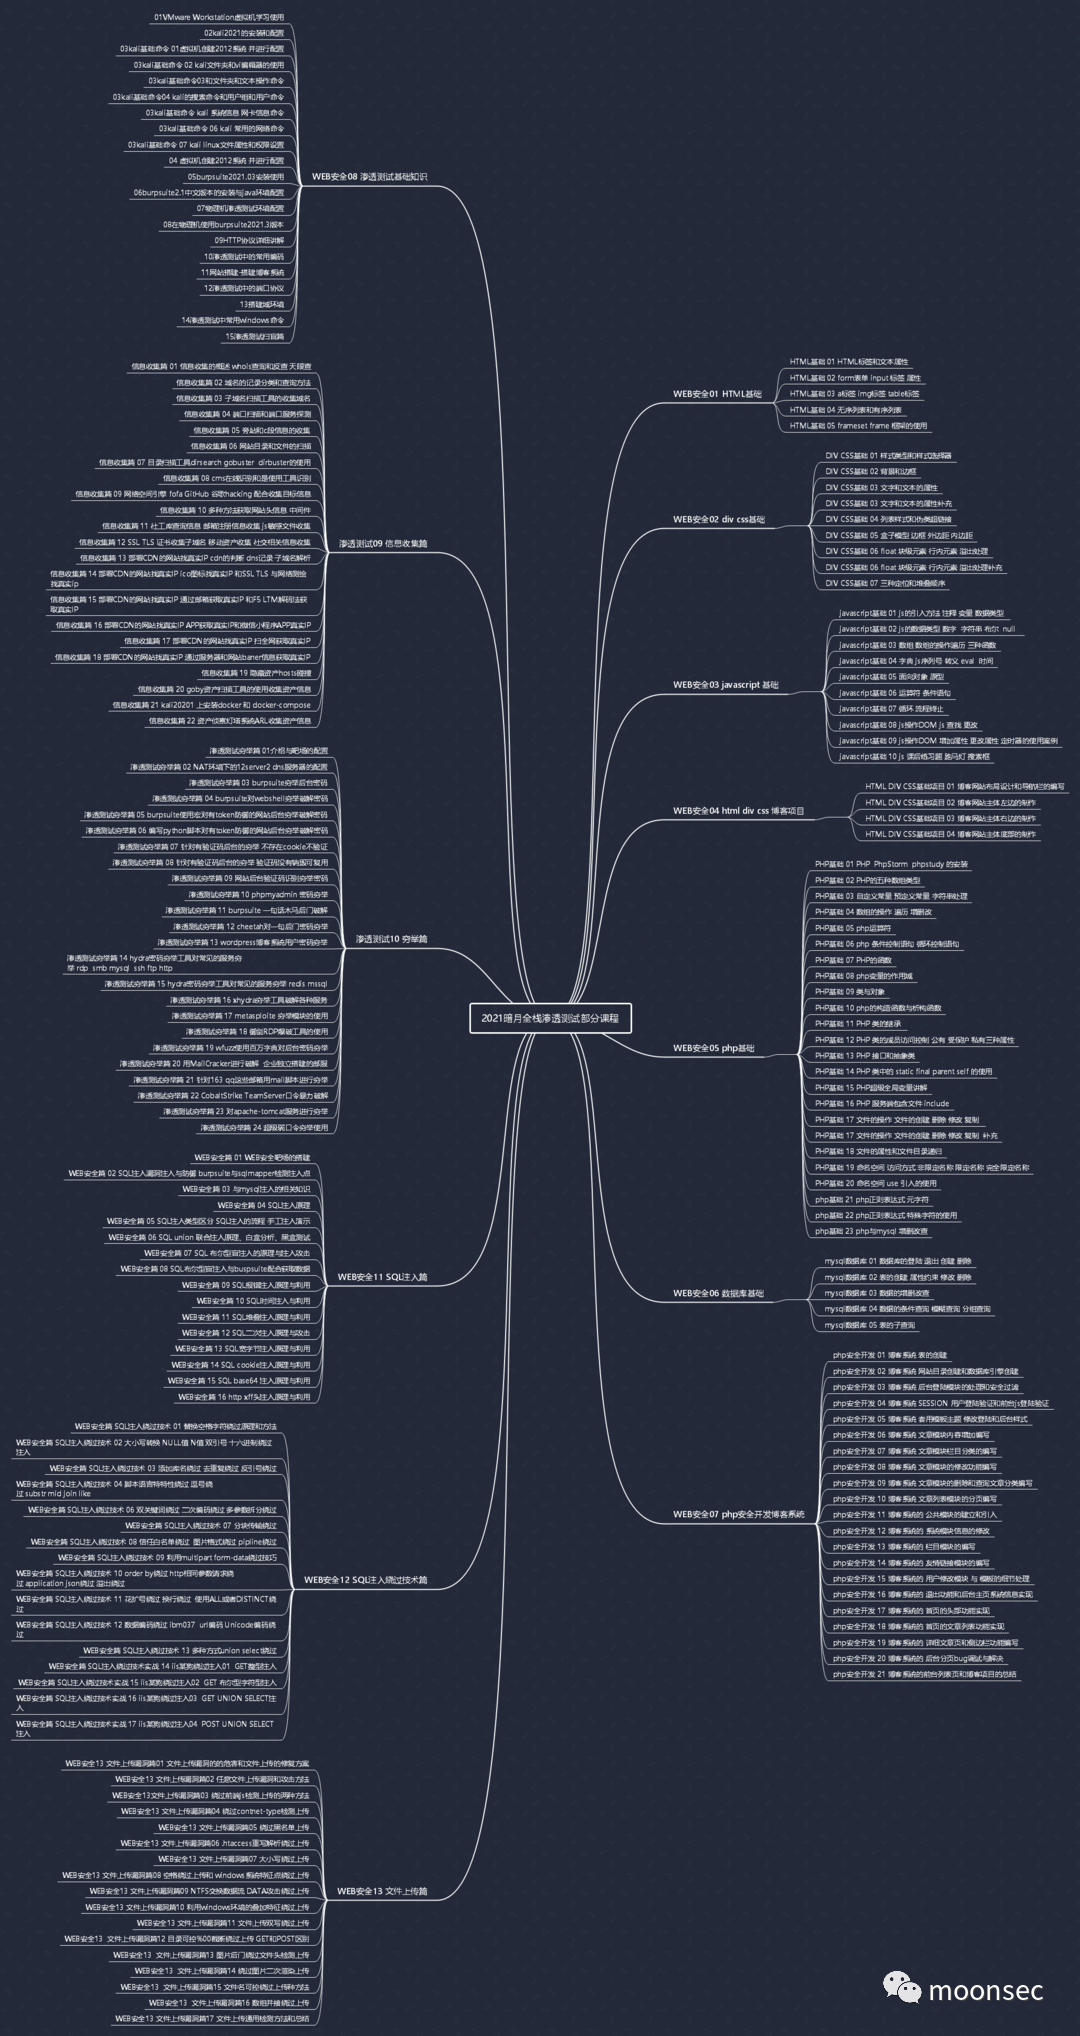 2021暗月全栈渗透测试部分课程
WEB安全08 渗透测试基础知识
01VMware Workstation虚拟机学习使用
02kali2021的安装和配置
03kali基础命令 01虚拟机创建2012系统 并进行配置
03kali基础命令 02 kali文件夹和vi编辑器的使用
03kali基础命令03和文件夹和文本操作命令
03kali基础命令04 kali的搜索命令和用户组和用户命令
03kali基础命令 kali 系统信息 网卡信息命令
03kali基础命令 06 kali 常用的网络命令
03kali基础命令 07 kali linux文件属性和权限设置
04 虚拟机创建2012系统 并进行配置
05burpsuite2021.03安装使用
06burpsuite2.1中文版本的安装与java环境配置
07物理机渗透测试环境配置
08在物理机使用burpsuite2021.3版本
09HTTP协议详细讲解
10渗透测试中的常用编码
11网站搭建-搭建博客系统
12渗透测试中的端口协议
13搭建域环境
14渗透测试中常用windows命令
15渗透测试扫盲篇
渗透测试09 信息收集篇
信息收集篇 01 信息收集的概述 whois查询和反查 天眼查
信息收集篇 02 域名的记录分类和查询方法
信息收集篇 03 子域名扫描工具的收集域名
信息收集篇 04 端口扫描和端口服务探测
信息收集篇 05 旁站和c段信息的收集
信息收集篇 06 网站目录和文件的扫描
信息收集篇 07 目录扫描工具dirsearch gobuster dirbuster的使用
信息收集篇 08 cms在线识别和是使用工具识别
信息收集篇 09 网络空间引擎 fofa GitHub 谷歌hacking 配合收集目标信息
信息收集篇 10 多种方法获取网站头信息 中间件
信息收集篇 11 社工库查询信息 邮箱注册信息收集 js敏感文件收集
信息收集篇 12 SSL TLS 证书收集子域名 移动资产收集 社交相关信息收集
信息收集篇 13 部署CDN的网站找真实IP cdn的判断 dns记录 子域名解析
信息收集篇 14 部署CDN的网站找真实IP ico图标找真实IP 和SSL TLS 与网络测绘
找真实ip
信息收集篇 15 部署CDN的网站找真实IP 通过邮箱获取真实IP 和F5 LTM解码法获
取真实IP
信息收集篇 16 部署CDN的网站找真实IP APP获取真实IP和微信小程序APP真实IP
信息收集篇 17 部署CDN的网站找真实IP 扫全网获取真实IP
信息收集篇 18 部署CDN的网站找真实IP 通过服务器和网站baner信息获取真实IP
信息收集篇 19 隐藏资产hosts碰撞
信息收集篇 20 goby资产扫描工具的使用收集资产信息
信息收集篇 21 kali20201 上安装docker 和 docker-compose
信息收集篇 22 资产侦察灯塔系统ARL收集资产信息
渗透测试10 穷举篇
渗透测试穷举篇 01介绍与靶场的配置
渗透测试穷举篇 02 NAT环境下的12server2 dns服务器的配置
渗透测试穷举篇 03 burpsuite穷举后台密码
渗透测试穷举篇 04 burpsuite对webshell穷举破解密码
渗透测试穷举篇 05 burpsuite使用宏对有token防御的网站后台穷举破解密码
渗透测试穷举篇 06 编写python脚本对有token防御的网站后台穷举破解密码
渗透测试穷举篇 07 针对有验证码后台的穷举 不存在cookie不验证
渗透测试穷举篇 08 针对有验证码后台的穷举 验证码没有销毁可复用
渗透测试穷举篇 09 网站后台验证码识别穷举密码
渗透测试穷举篇 10 phpmyadmin 密码穷举
渗透测试穷举篇 11 burpsuite 一句话木马后门破解
渗透测试穷举篇 12 cheetah对一句后门密码穷举
渗透测试穷举篇 13 wordpress博客系统用户密码穷举
渗透测试穷举篇 14 hydra密码穷举工具对常见的服务穷
举 rdp smb mysql ssh ftp http
渗透测试穷举篇 15 hydra密码穷举工具对常见的服务穷举 redis mssql
渗透测试穷举篇 16 xhydra穷举工具破解各种服务
渗透测试穷举篇 17 metasploite 穷举模块的使用
渗透测试穷举篇 18 御剑RDP爆破工具的使用
渗透测试穷举篇 19 wfuzz使用百万字典对后台密码穷举
渗透测试穷举篇 20 用MailCracker进行破解 企业独立搭建的邮服
渗透测试穷举篇 21 针对163 qq这些邮箱用mail脚本进行穷举
渗透测试穷举篇 22 CobaltStrike TeamServer口令暴力破解
渗透测试穷举篇 23 对apache-tomcat服务进行穷举
渗透测试穷举篇 24 超级弱口令穷举使用
WEB安全11 SQL注入篇
WEB安全篇 01 WEB安全靶场的搭建
WEB安全篇 02 SQL注入漏洞注入与防御 burpsuite与sqlmapper检测注入点
WEB安全篇 03 与mysql注入的相关知识
WEB安全篇 04 SQL注入原理
WEB安全篇 05 SQL注入类型区分 SQL注入的流程 手工注入演示
WEB安全篇 06 SQL union 联合注入原理、白盒分析、黑盒测试
WEB安全篇 07 SQL 布尔型盲注入的原理与注入攻击
WEB安全篇 08 SQL布尔型盲注入与buspsuite配合获取数据
WEB安全篇 09 SQL报错注入原理与利用
WEB安全篇 10 SQL时间注入与利用
WEB安全篇 11 SQL堆叠注入原理与利用
WEB安全篇 12 SQL二次注入原理与攻击
WEB安全篇 13 SQL宽字节注入原理与利用
WEB安全篇 14 SQL cookie注入原理与利用
WEB安全篇 15 SQL base64 注入原理与利用
WEB安全篇 16 http xff头注入原理与利用
WEB安全12 SQL注入绕过技术篇
WEB安全篇 SQL注入绕过技术 01 替换空格字符绕过原理和方法
WEB安全篇 SQL注入绕过技术 02 大小写转换 NULL值 N值 双引号 十六进制绕过
注入
WEB安全篇 SQL注入绕过技术 03 添加库名绕过 去重复绕过 反引号绕过
WEB安全篇 SQL注入绕过技术 04 脚本语言特特性绕过 逗号绕
过 substr mid join like
WEB安全篇 SQL注入绕过技术 06 双关键词绕过 二次编码绕过 多参数拆分绕过
WEB安全篇 SQL注入绕过技术 07 分块传输绕过
WEB安全篇 SQL注入绕过技术 08 信任白名单绕过 图片格式绕过 pipline绕过
WEB安全篇 SQL注入绕过技术 09 利用multipart form-data绕过技巧
WEB安全篇 SQL注入绕过技术 10 order by绕过 http相同参数请求绕
过 application json绕过 溢出绕过
WEB安全篇 SQL注入绕过技术 11 花扩号绕过 换行绕过 使用ALL或者DISTINCT绕
过
WEB安全篇 SQL注入绕过技术 12 数据编码绕过 ibm037 url编码 Unicode编码绕
过
WEB安全篇 SQL注入绕过技术 13 多种方式union select绕过
WEB安全篇 SQL注入绕过技术实战 14 iis某狗绕过注入01 GET整型注入
WEB安全篇 SQL注入绕过技术实战 15 iis某狗绕过注入02 GET 布尔型字符型注入
WEB安全篇 SQL注入绕过技术实战 16 iis某狗绕过注入03 GET UNION SELECT注
入
WEB安全篇 SQL注入绕过技术实战 17 iis某狗绕过注入04 POST UNION SELECT
注入
WEB安全13 文件上传篇
WEB安全13 文件上传漏洞篇01 文件上传漏洞的的危害和文件上传的修复方案
WEB安全13 文件上传漏洞篇02 任意文件上传漏洞和攻击方法
WEB安全13文件上传漏洞篇03 绕过前端js检测上传的两种方法
WEB安全13 文件上传漏洞篇04 绕过contnet-type检测上传
WEB安全13 文件上传漏洞篇05 绕过黑名单上传
WEB安全13 文件上传漏洞篇06 .htaccess重写解析绕过上传
WEB安全13 文件上传漏洞篇07 大小写绕过上传
WEB安全13 文件上传漏洞篇08 空格绕过上传和 windows 系统特征点绕过上传
WEB安全13 文件上传漏洞篇09 NTFS交换数据流 DATA攻击绕过上传
WEB安全13 文件上传漏洞篇10 利用windows环境的叠加特征绕过上传
WEB安全13 文件上传漏洞篇11 文件上传双写绕过上传
WEB安全13 文件上传漏洞篇12 目录可控%00截断绕过上传 GET和POST区别
WEB安全13 文件上传漏洞篇13 图片后门绕过文件头检测上传
WEB安全13 文件上传漏洞篇14 绕过图片二次渲染上传
WEB安全13 文件上传漏洞篇15 文件名可控绕过上传种方法
WEB安全13 文件上传漏洞篇16 数组拼接绕过上传
WEB安全13 文件上传漏洞篇17 文件上传通用检测方法和总结
WEB安全01 HTML基础
HTML基础 01 HTML标签和文本属性
HTML基础 02 form表单 input 标签 属性
HTML基础 03 a标签 img标签 table标签
HTML基础 04 无序列表和有序列表
HTML基础 05 frameset frame 框架的使用
WEB安全02 div css基础
DIV CSS基础 01 样式类型和样式选择器
DIV CSS基础 02 背景和边框
DIV CSS基础 03 文字和文本的属性
DIV CSS基础 03 文字和文本的属性补充
DIV CSS基础 04 列表样式和伪类超链接
DIV CSS基础 05 盒子模型 边框 外边距 内边距
DIV CSS基础 06 float 块级元素 行内元素 溢出处理
DIV CSS基础 06 float 块级元素 行内元素 溢出处理补充
DIV CSS基础 07 三种定位和堆叠顺序
WEB安全03 javascript 基础
javascript基础 01 js的引入方法 注释 变量 数据类型
javascript基础 02 js的数据类型 数字 字符串 布尔 null
javascript基础 03 数组 数组的操作遍历 三种函数
javascript基础 04 字典 js序列号 转义 eval 时间
javascript基础 05 面向对象 原型
javascript基础 06 运算符 条件语句
javascript基础 07 循环 流程终止
javascript基础 08 js操作DOM js 查找 更改
javascript基础 09 js操作DOM 增加属性 更改属性 定时器的使用案例
javascript基础 10 js 课后练习题 跑马灯 搜索框
WEB安全04 html div css 博客项目
HTML DIV CSS基础项目 01 博客网站布局设计和导航栏的编写
HTML DIV CSS基础项目 02 博客网站主体左边的制作
HTML DIV CSS基础项目 03 博客网站主体右边的制作
HTML DIV CSS基础项目 04 博客网站主体底部的制作
WEB安全05 php基础
PHP基础 01 PHP PhpStorm phpstudy 的安装
PHP基础 02 PHP的五种数组类型
PHP基础 03 自定义常量 预定义常量 字符串处理
PHP基础 04 数组的操作 遍历 增删改
PHP基础 05 php运算符
PHP基础 06 php 条件控制语句 循环控制语句
PHP基础 07 PHP的函数
PHP基础 08 php变量的作用域
PHP基础 09 类与对象
PHP基础 10 php的构造函数与析构函数
PHP基础 11 PHP 类的继承
PHP基础 12 PHP 类的成员访问控制 公有 受保护 私有三种属性
PHP基础 13 PHP 接口和抽象类
PHP基础 14 PHP 类中的 static final parent self 的使用
PHP基础 15 PHP超级全局变量讲解
PHP基础 16 PHP 服务端包含文件 include
PHP基础 17 文件的操作 文件的创建 删除 修改 复制
PHP基础 17 文件的操作 文件的创建 删除 修改 复制 补充
PHP基础 18 文件的属性和文件目录递归
PHP基础 19 命名空间 访问方式 非限定名称 限定名称 完全限定名称
PHP基础 20 命名空间 use 引入的使用
php基础 21 php正则表达式 元字符
php基础 22 php正则表达式 特殊字符的使用
php基础 23 php与mysql 增删改查
WEB安全06 数据库基础
mysql数据库 01 数据库的登陆 退出 创建 删除
mysql数据库 02 表的创建 属性约束 修改 删除
mysql数据库 03 数据的增删改查
mysql数据库 04 数据的条件查询 模糊查询 分组查询
mysql数据库 05 表的子查询
WEB安全07 php安全开发博客系统
php安全开发 01 博客系统 表的创建
php安全开发 02 博客系统 网站目录创建和数据库引擎创建
php安全开发 03 博客系统 后台登陆模块的处理和安全过滤
php安全开发 04 博客系统 SESSION 用户登陆验证和前台js登陆验证
php安全开发 05 博客系统 套用模板主题 修改登陆和后台样式
php安全开发 06 博客系统 文章模块内容增加编写
php安全开发 07 博客系统 文章模块栏目分类的编写
php安全开发 08 博客系统 文章模块的修改功能编写
php安全开发 09 博客系统 文章模块的删除和查询文章分类编写
php安全开发 10 博客系统 文章列表模块的分页编写
php安全开发 11 博客系统的 公共模块的建立和引入
php安全开发 12 博客系统的 系统模块信息的修改
php安全开发 13 博客系统的 栏目模块的编写
php安全开发 14 博客系统的 友情链接模块的编写
php安全开发 15 博客系统的 用户修改模块 与 模板的细节处理
php安全开发 16 博客系统的 退出功能和后台主页系统信息实现
php安全开发 17 博客系统的 首页的头部功能实现
php安全开发 18 博客系统的 首页的文章列表功能实现
php安全开发 19 博客系统的 详细文章页和侧边栏功能编写
php安全开发 20 博客系统的 后台分页bug调试与解决
php安全开发 21 博客系统的前台列表页和博客项目的总结
moonsec